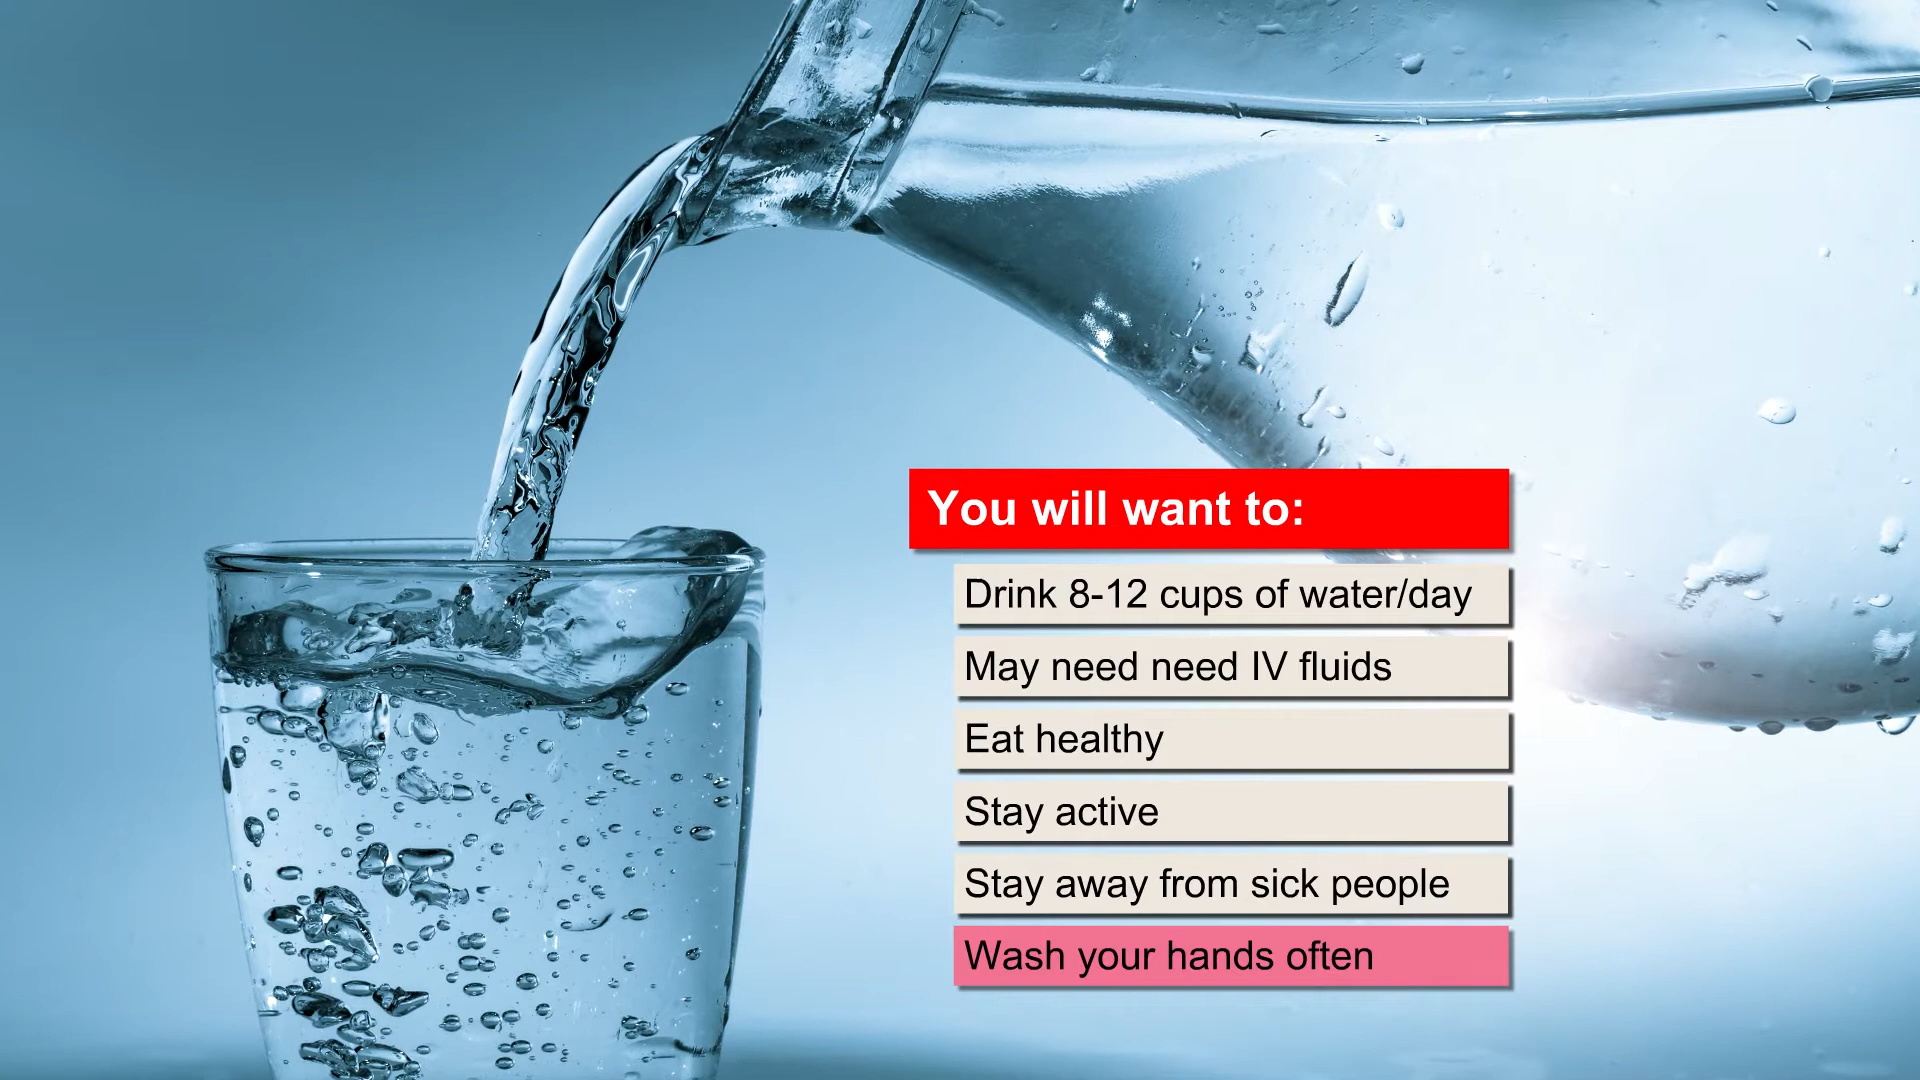 You will want to:
Drink 8-12 cups of water/day
May need need IV fluids
Eat healthy
Stay active
Stay away from sick people
Wash your hands often